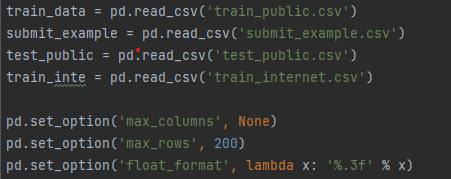 train_data = pd.read_csv('train_public.csv')
submit_example = pd.read_csv('submit_example.csv')
test_public = pd.read_csv('test_public.csv')
train_inte = pd.read_csv('train_internet.csv')
pd.set_option('max_columns', None)
pd.set_option('max_rows', 200)
pd.set_option('float_format', lambda x: '%.3f' % x)